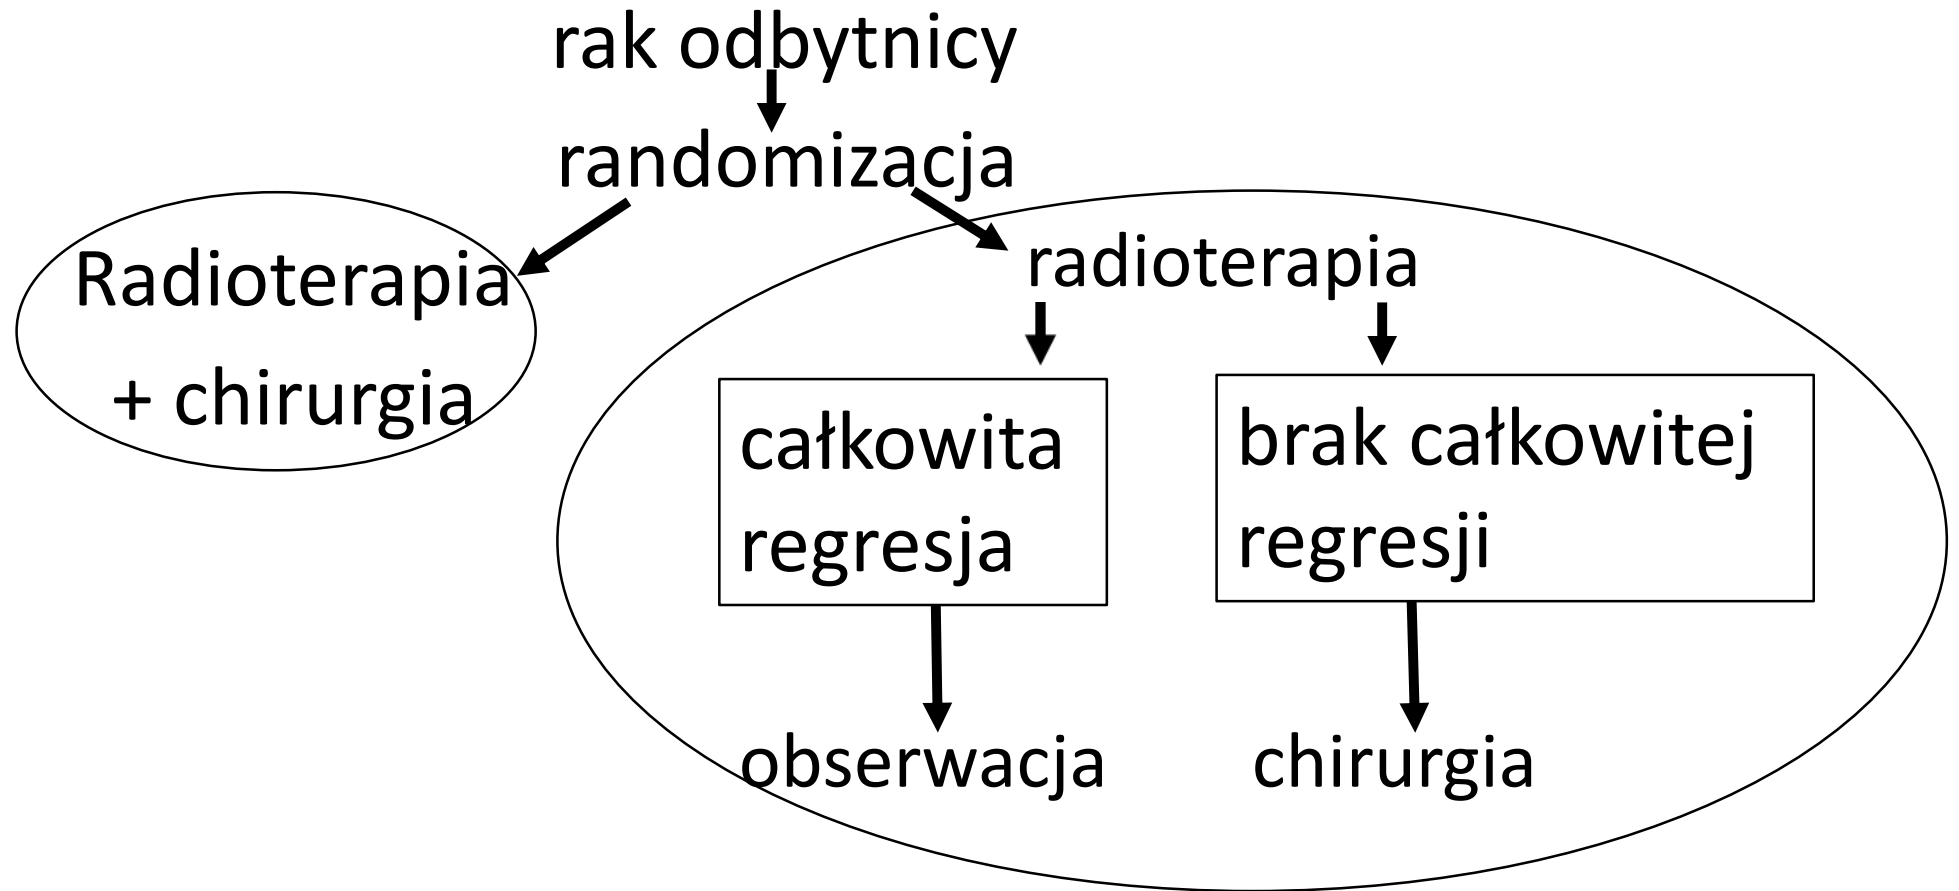 rak odbytnicy
randomizacja
Radioterapia
+ chirurgia
radioterapia
całkowita
regresja
brak całkowitej
regresji
obserwacja
chirurgia